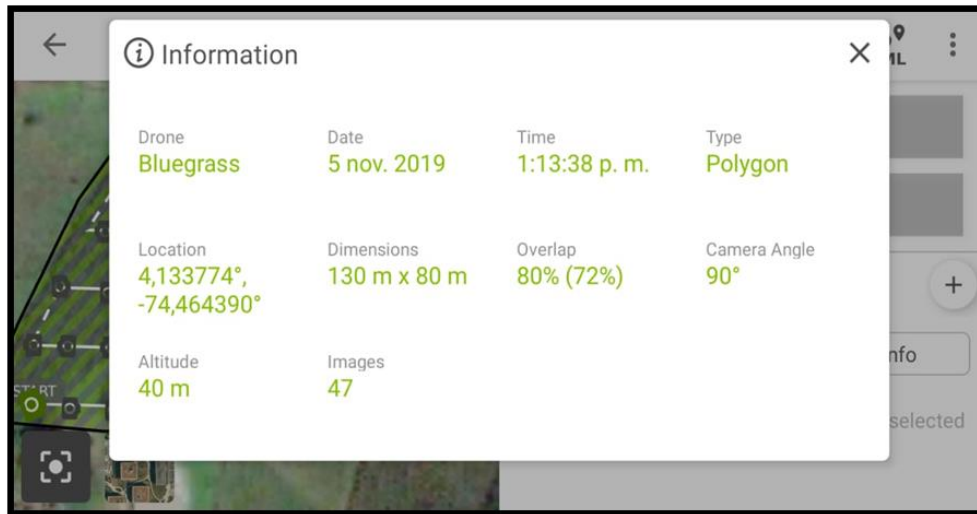 Information
Drone
Date
Time
Type
Bluegrass
5 nov. 2019
1:13:38 p. m.
Polygon
Location
Dimensions
Overlap
Camera Angle
4,133774°,
-74,464390°
130 m x 80 m
80% (72%)
90°
Altitude
Images
40 m
47
START
nfo
selected